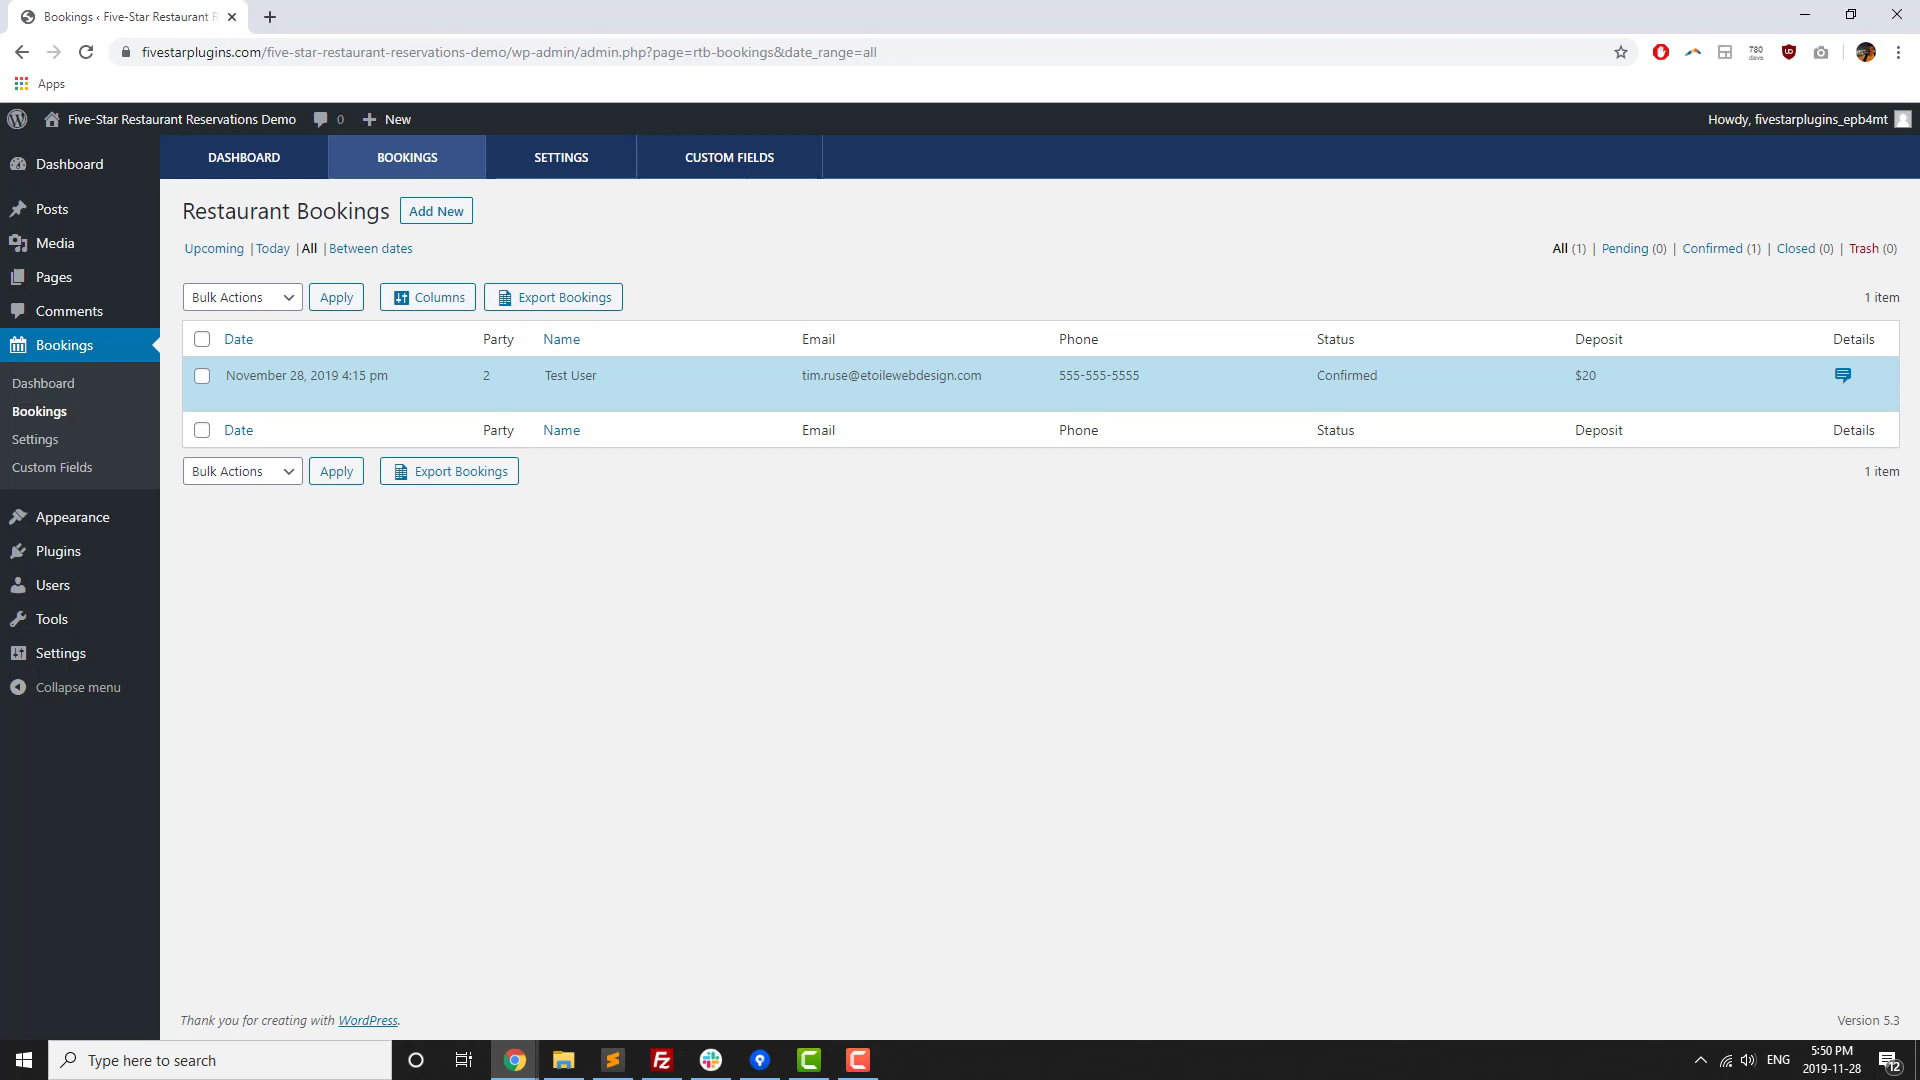 Bookings ‹ Five-Star Restaurant R
fivestarplugins.com/five-star-restaurant-reservations-demo/wp-admin/admin.php?page=rtb-bookings&date_range=all
780
days
Apps
Five-Star Restaurant Reservations Demo
0
New
Howdy, fivestarplugins_epb4mt
Dashboard
Posts
Media
Pages
Comments
Bookings
Dashboard
Bookings
Settings
Custom Fields
Appearance
Plugins
Users
Tools
Settings
Collapse menu
DASHBOARD BOOKINGS SETTINGS CUSTOM FIELDS
Restaurant Bookings Add New
Upcoming | Today | All | Between dates
All (1) | Pending (0) | Confirmed (1) | Closed (0) | Trash (0)
Bulk Actions Apply Columns Export Bookings 1 item
Date Party Name Email Phone Status Deposit Details
November 28, 2019 4:15 pm 2 Test User tim.ruse@etoilewebdesign.com 555-555-5555 Confirmed $20
Date Party Name Email Phone Status Deposit Details
Bulk Actions Apply Export Bookings 1 item
Thank you for creating with WordPress.
Version 5.3
Type here to search
Fz
C
C
ENG
5:50 PM
2019-11-28
12